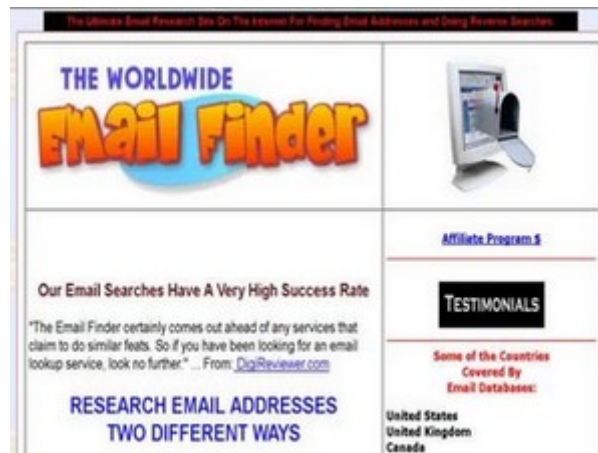 The Ultimate Email Research Site On The Internet For Finding Email Addresses and Doing Reverse Searches.
THE WORLDWIDE
Email Finder
Affiliate Program $
Our Email Searches Have A Very High Success Rate
"The Email Finder certainly comes out ahead of any services that
claim to do similar feats. So if you have been looking for an email
lookup service, look no further." ... From: DigiReviewer.com
RESEARCH EMAIL ADDRESSES
TWO DIFFERENT WAYS
TESTIMONIALS
Some of the Countries
Covered By
Email Databases:
United States
United Kingdom
Canada